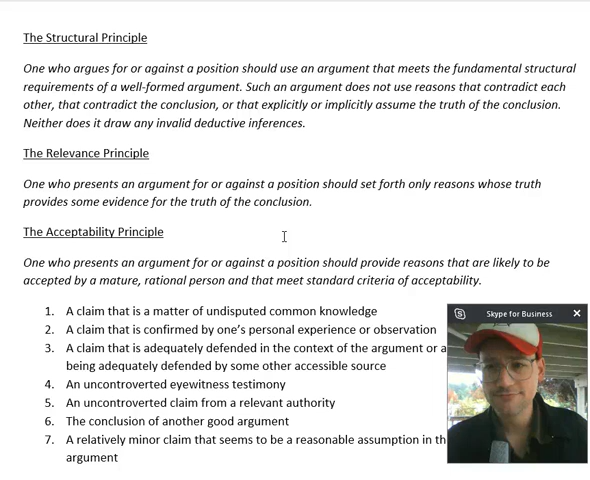 The Structural Principle
One who argues for or against a position should use an argument that meets the fundamental structural
requirements of a well-formed argument. Such an argument does not use reasons that contradict each
other, that contradict the conclusion, or that explicitly or implicitly assume the truth of the conclusion.
Neither does it draw any invalid deductive inferences.
The Relevance Principle
One who presents an argument for or against a position should set forth only reasons whose truth
provides some evidence for the truth of the conclusion.
The Acceptability Principle
One who presents an argument for or against a position should provide reasons that are likely to be
accepted by a mature, rational person and that meet standard criteria of acceptability.
1. A claim that is a matter of undisputed common knowledge
2. A claim that is confirmed by one's personal experience or observation
3. A claim that is adequately defended in the context of the argument or a
being adequately defended by some other accessible source
4. An uncontroverted eyewitness testimony
5. An uncontroverted claim from a relevant authority
6. The conclusion of another good argument
7. A relatively minor claim that seems to be a reasonable assumption in th
argument
Skype for Business